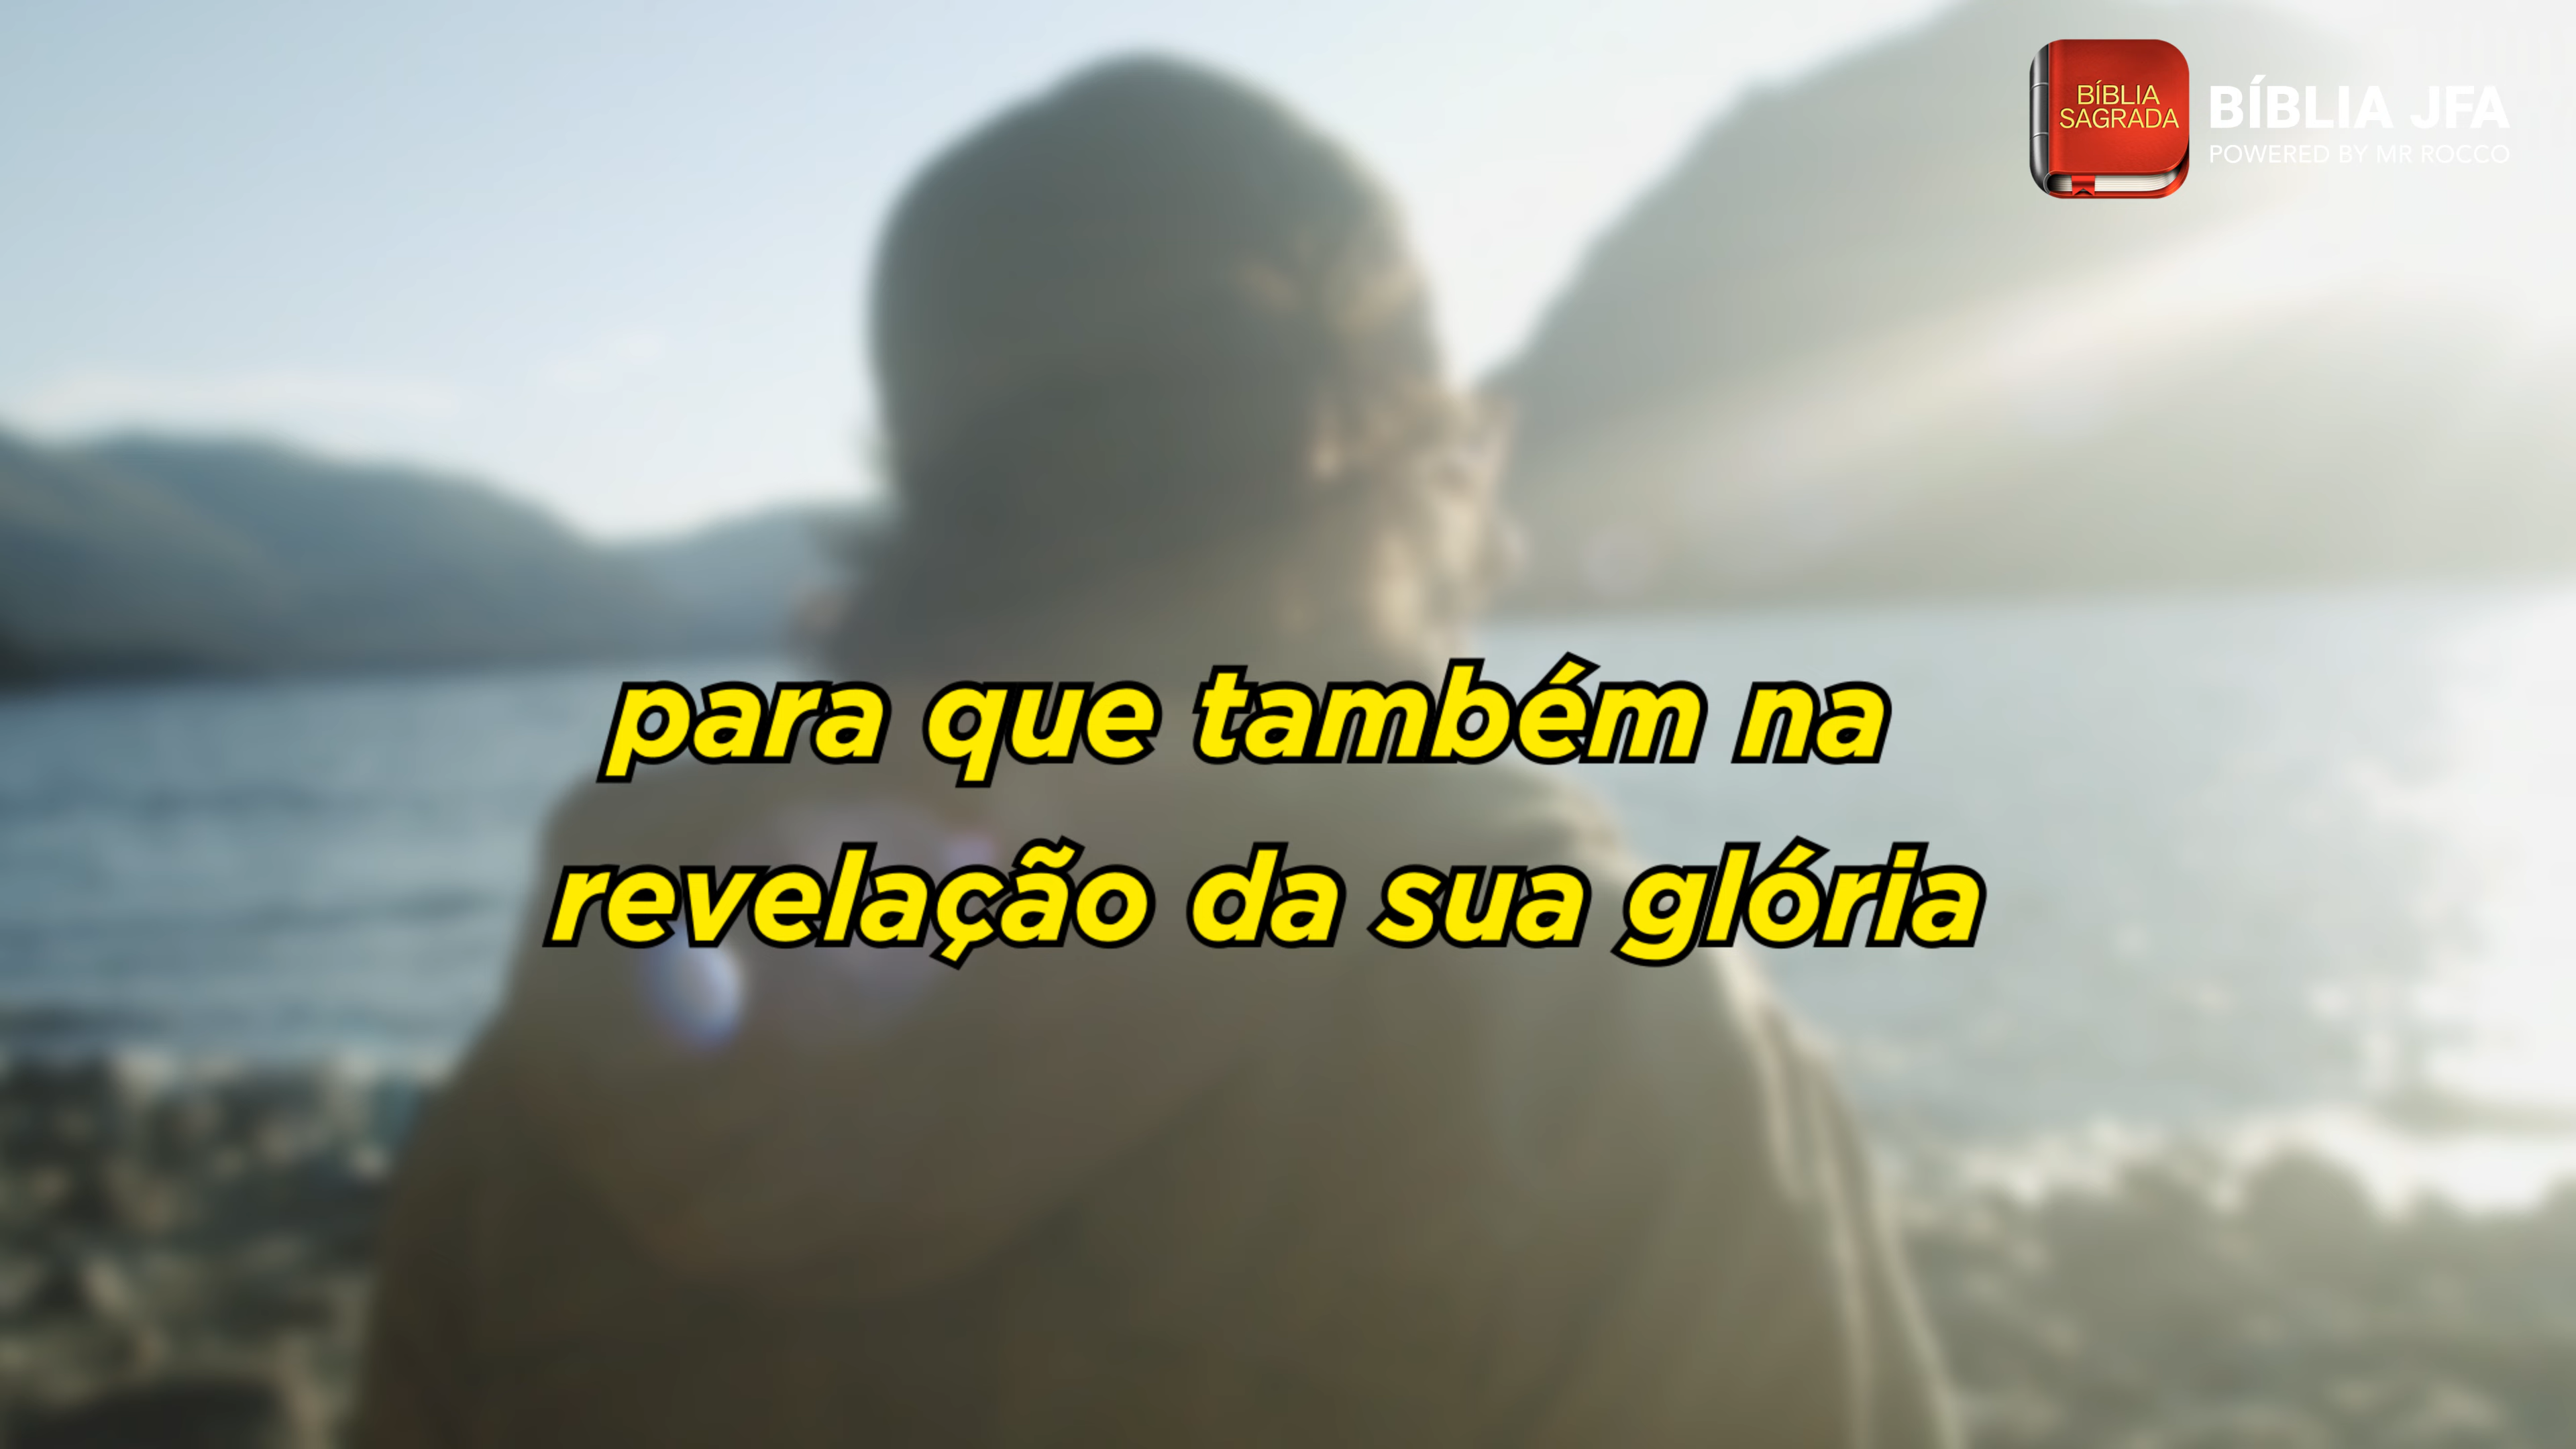 BÍBLIA
SAGRADA
BÍBLIA JFA
POWERED BY MR ROCCO
para que também na
revelação da sua glória